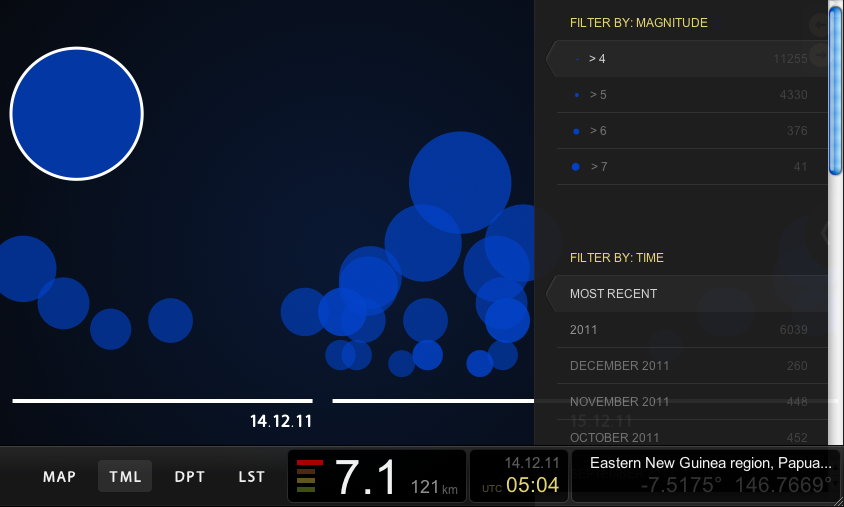 FILTER BY: MAGNITUDE
> 4 11255
> 5 4330
> 6 376
> 7 41
FILTER BY: TIME
MOST RECENT
2011 6039
DECEMBER 2011 260
NOVEMBER 2011 448
14.12.11 15.12.11
OCTOBER 2011 452
MAP TML DPT LST
7.1 121 km
14.12.11
UTC 05:04
Eastern New Guinea region, Papua...
-7.5175° 146.7669°